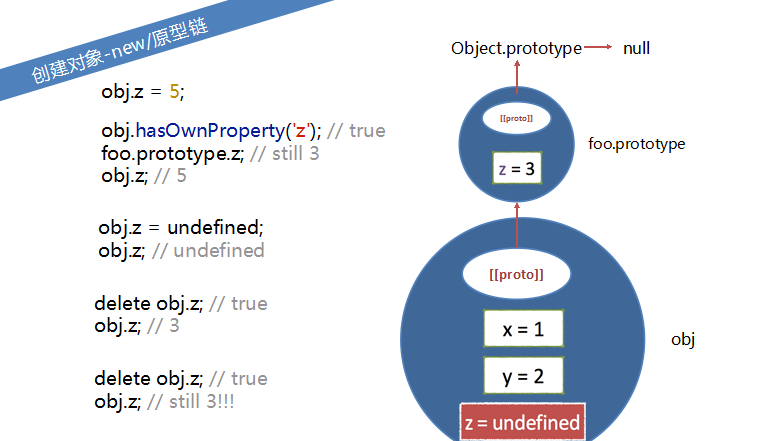 创建对象-new/原型链
obj.z = 5;
obj.hasOwnProperty('z'); // true
foo.prototype.z; // still 3
obj.z; // 5
obj.z = undefined;
obj.z; // undefined
delete obj.z; // true
obj.z; // 3
delete obj.z; // true
obj.z; // still 3!!!
Object.prototype
null
[[proto]]
z = 3
foo.prototype
[[proto]]
x = 1
y = 2
z = undefined
obj